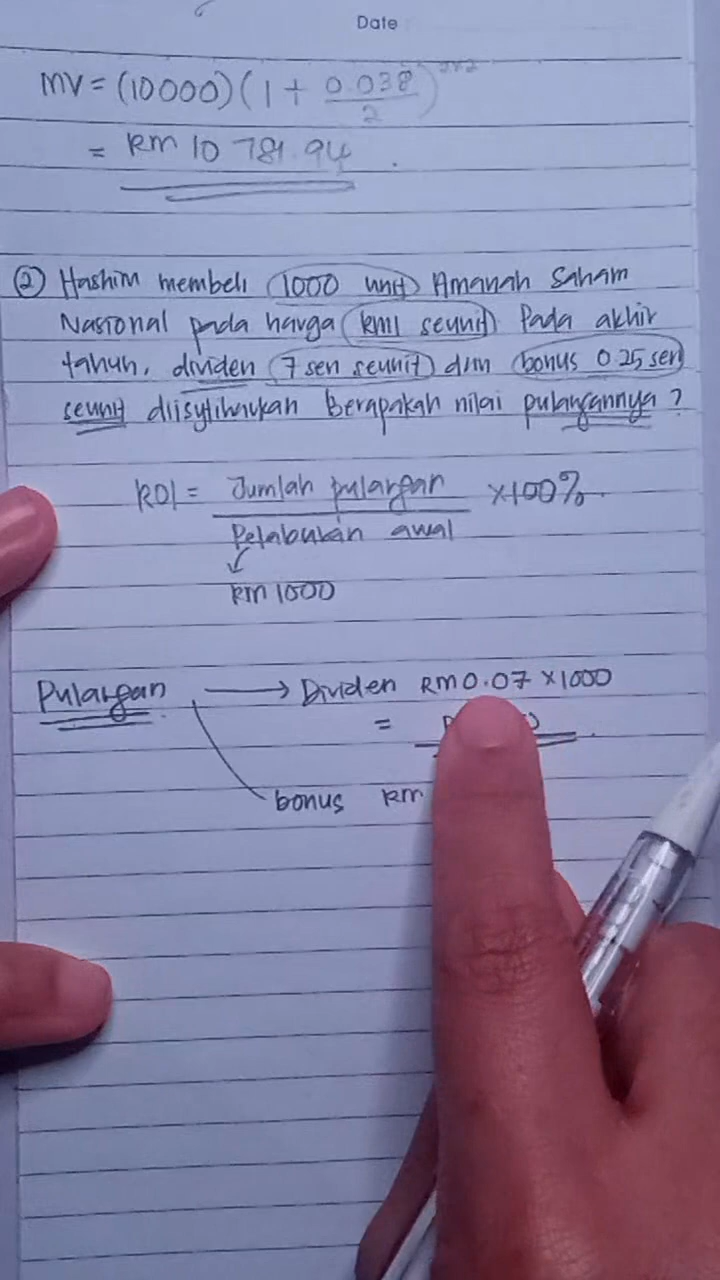 Date
MV = (10000)(1 + 0.038/2)
= RM 10 781.94
② Hashim membeli 1000 unit Amanah Saham
Nasional pada harga RM1 seunit Pada akhir
tahun, dividen 7 sen seunit dan bonus 0.25 sen
seunit diisytiharkan Berapakah nilai pulangannya ?
ROI = Jumlah pulangan / Pelaburan awal ×100%
RM 1000
Pulangan → Dividen RM0.07 ×1000
=
bonus RM